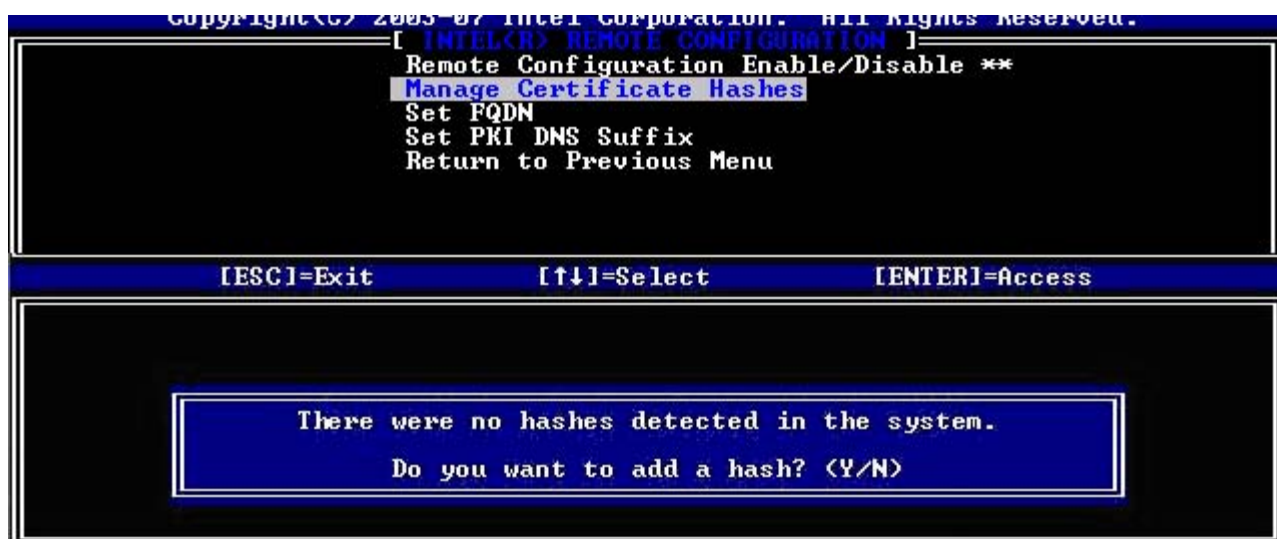 Copyright(C) 2003-07 Intel Corporation. All Rights Reserved.
[ INTEL(R) REMOTE CONFIGURATION ]
Remote Configuration Enable/Disable **
Manage Certificate Hashes
Set FQDN
Set PKI DNS Suffix
Return to Previous Menu
[ESC]=Exit [↑↓]=Select [ENTER]=Access
There were no hashes detected in the system.
Do you want to add a hash? (Y/N)